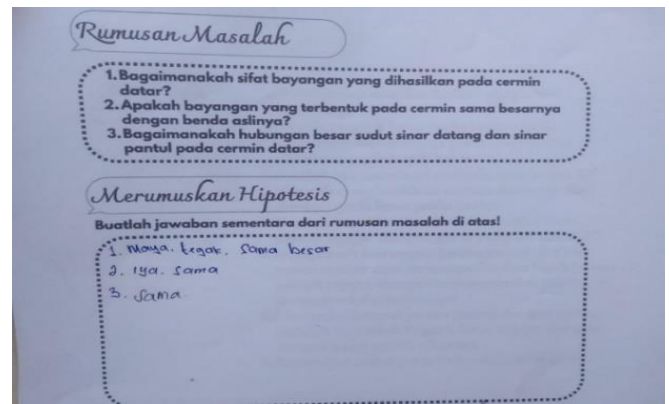 Rumusan Masalah
1. Bagaimanakah sifat bayangan yang dihasilkan pada cermin
datar?
2. Apakah bayangan yang terbentuk pada cermin sama besarnya
dengan benda aslinya?
3. Bagaimanakah hubungan besar sudut sinar datang dan sinar
pantul pada cermin datar?
Merumuskan Hipotesis
Buatlah jawaban sementara dari rumusan masalah di atas!
1. Maya. tegak. Sama besar
2. Iya. Sama
3. Sama.